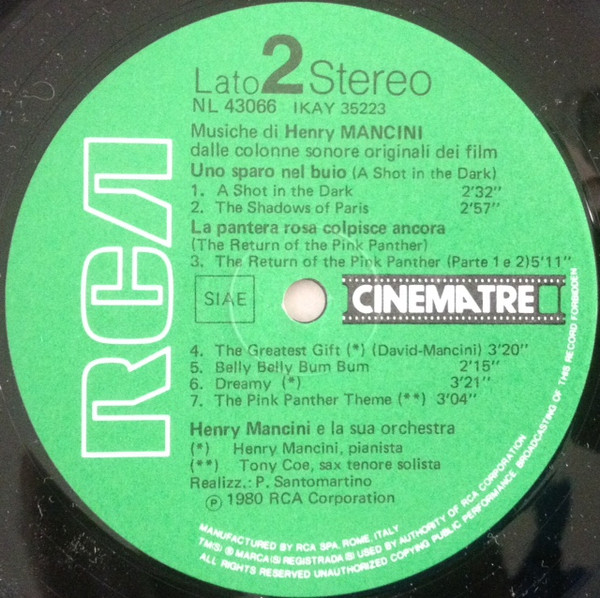 Lato 2 Stereo
NL 43066 IKAY 35223
Musiche di Henry MANCINI
dalle colonne sonore originali dei film
Uno sparo nel buio (A Shot in the Dark)
1. A Shot in the Dark 2'32"
2. The Shadows of Paris 2'57"
La pantera rosa colpisce ancora
(The Return of the Pink Panther)
3. The Return of the Pink Panther (Parte 1 e 2) 5'11"
RCA
SIAE
CINEMATRE
4. The Greatest Gift (*) (David-Mancini) 3'20"
5. Belly Belly Bum Bum 2'15"
6. Dreamy (*) 3'21"
7. The Pink Panther Theme (**) 3'04"
Henry Mancini e la sua orchestra
(*) Henry Mancini, pianista
(**) Tony Coe, sax tenore solista
Realizz.: P. Santomartino
Ⓟ 1980 RCA Corporation
MANUFACTURED BY RCA SPA, ROME, ITALY
TM(S) ® MARCA(S) REGISTRADA(S) USED BY AUTHORITY OF RCA CORPORATION
ALL RIGHTS RESERVED UNAUTHORIZED COPYING PUBLIC PERFORMANCE, BROADCASTING OF THIS RECORD FORBIDDEN